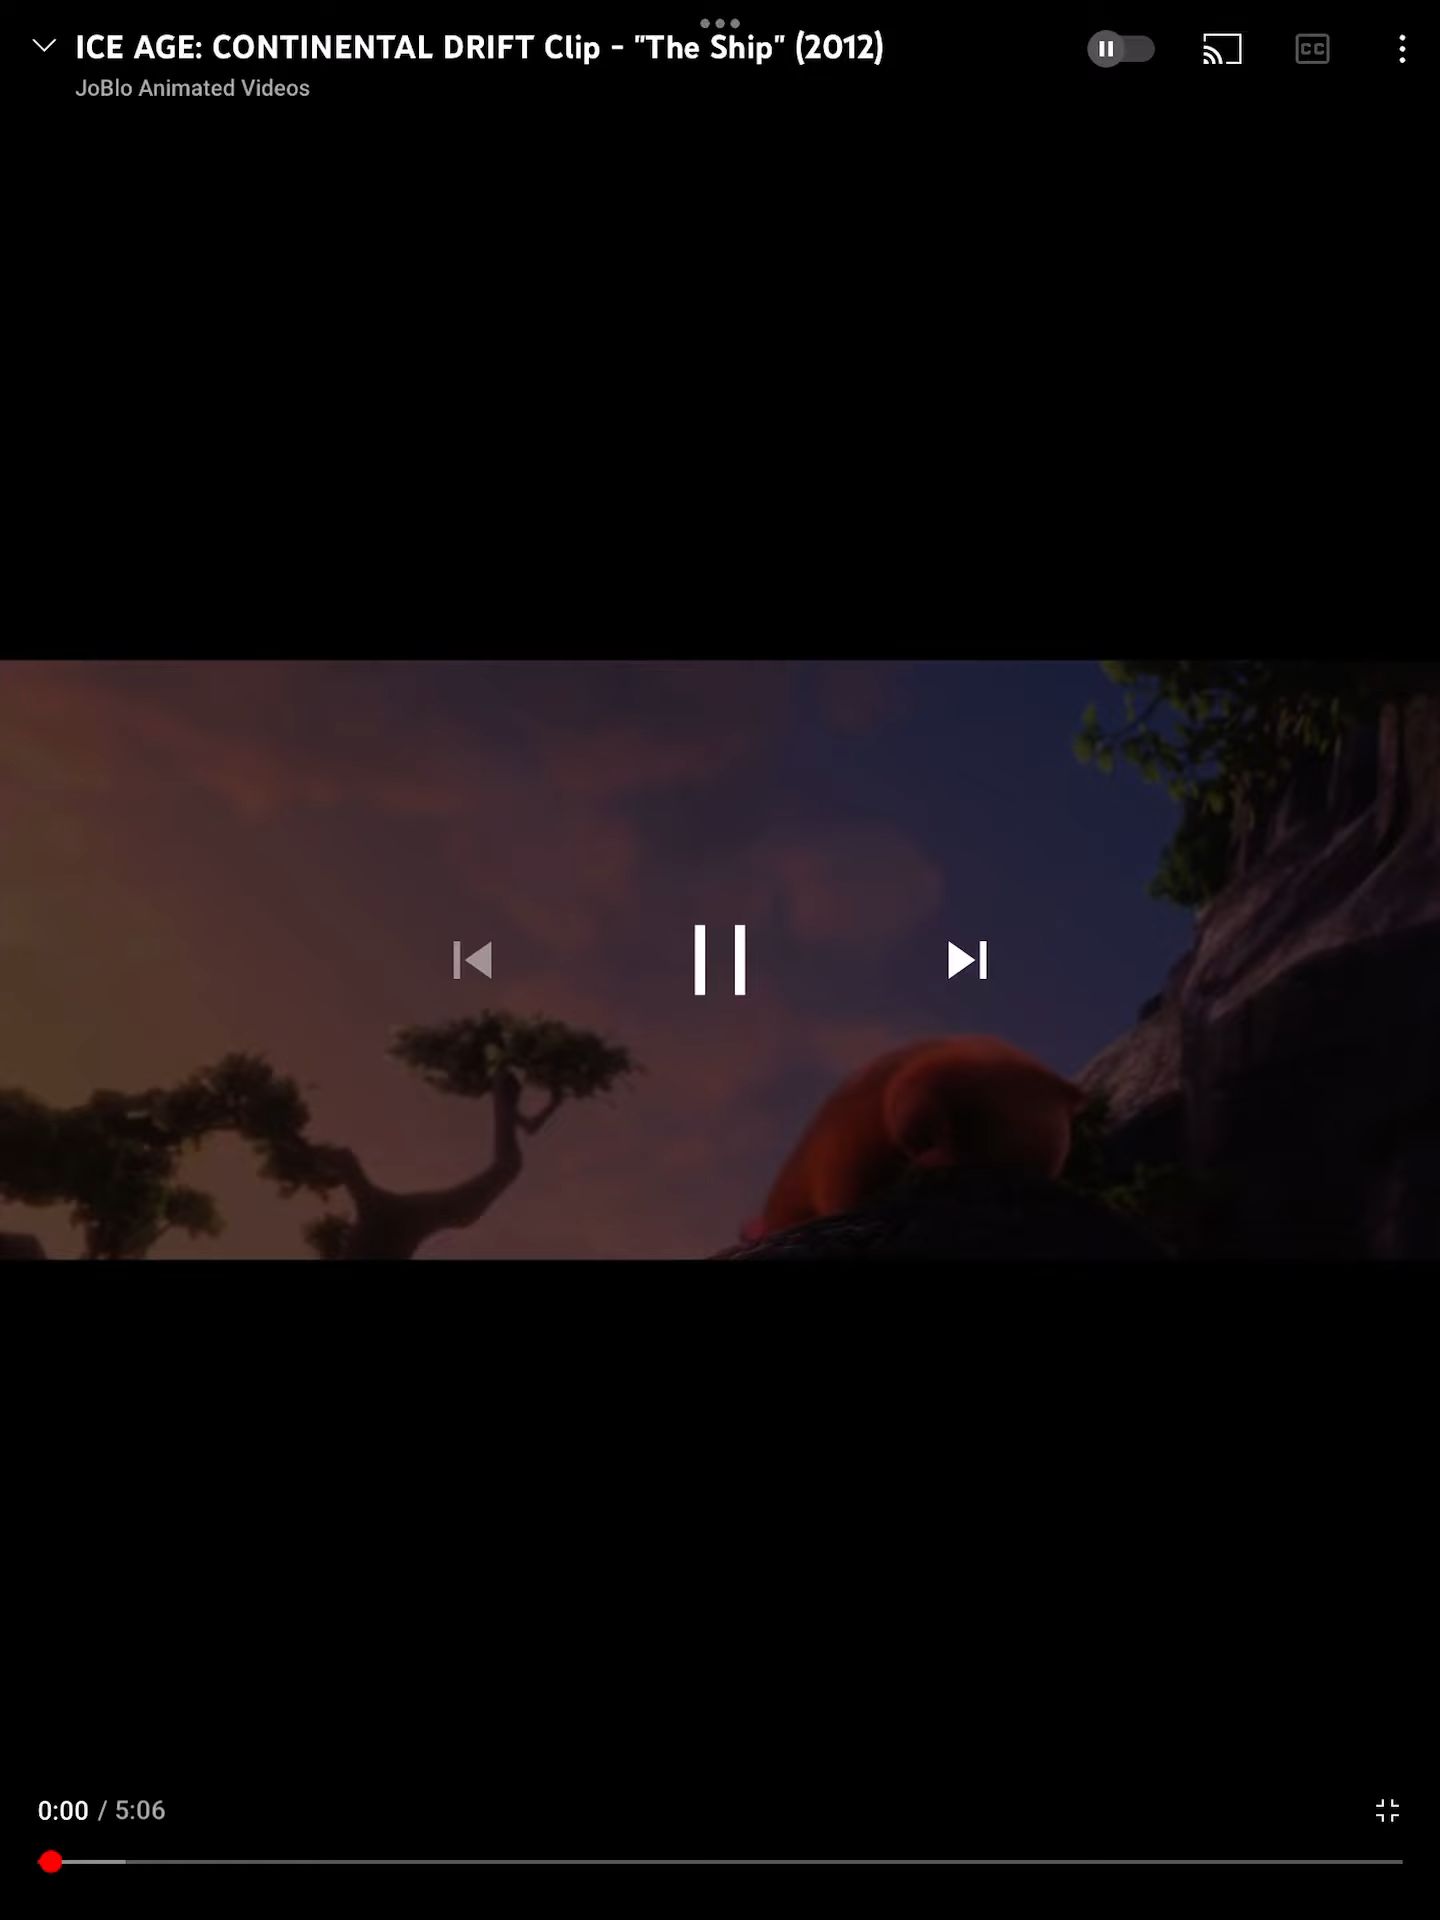 ICE AGE: CONTINENTAL DRIFT Clip - "The Ship" (2012)
JoBlo Animated Videos
CC
0:00 / 5:06